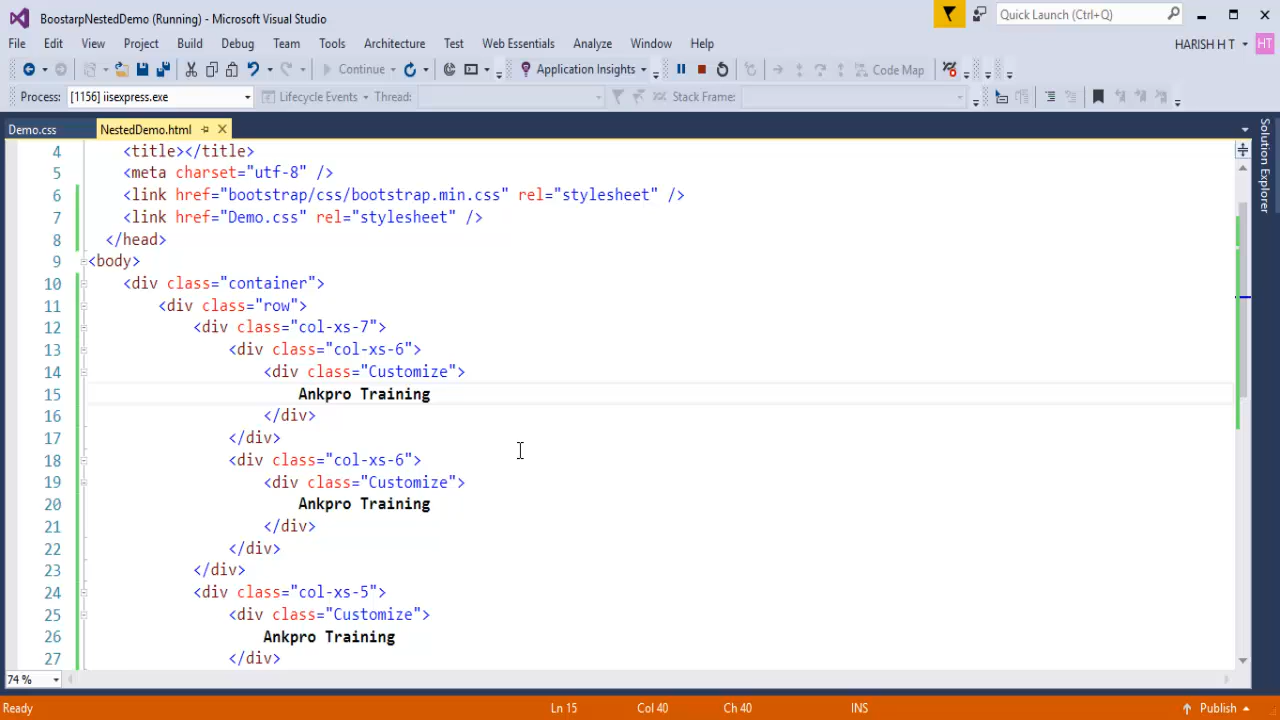 BoostarpNestedDemo (Running) - Microsoft Visual Studio
Quick Launch (Ctrl+Q)
File Edit View Project Build Debug Team Tools Architecture Test Web Essentials Analyze Window Help
HARISH H T HT
Continue Application Insights Code Map
Process: [1156] iisexpress.exe Lifecycle Events Thread: Stack Frame:
Demo.css NestedDemo.html
Solution Explorer
4 <title></title>
5 <meta charset="utf-8" />
6 <link href="bootstrap/css/bootstrap.min.css" rel="stylesheet" />
7 <link href="Demo.css" rel="stylesheet" />
8 </head>
9 <body>
10 <div class="container">
11 <div class="row">
12 <div class="col-xs-7">
13 <div class="col-xs-6">
14 <div class="Customize">
15 Ankpro Training
16 </div>
17 </div>
18 <div class="col-xs-6">
19 <div class="Customize">
20 Ankpro Training
21 </div>
22 </div>
23 </div>
24 <div class="col-xs-5">
25 <div class="Customize">
26 Ankpro Training
27 </div>
74 %
Ready Ln 15 Col 40 Ch 40 INS Publish